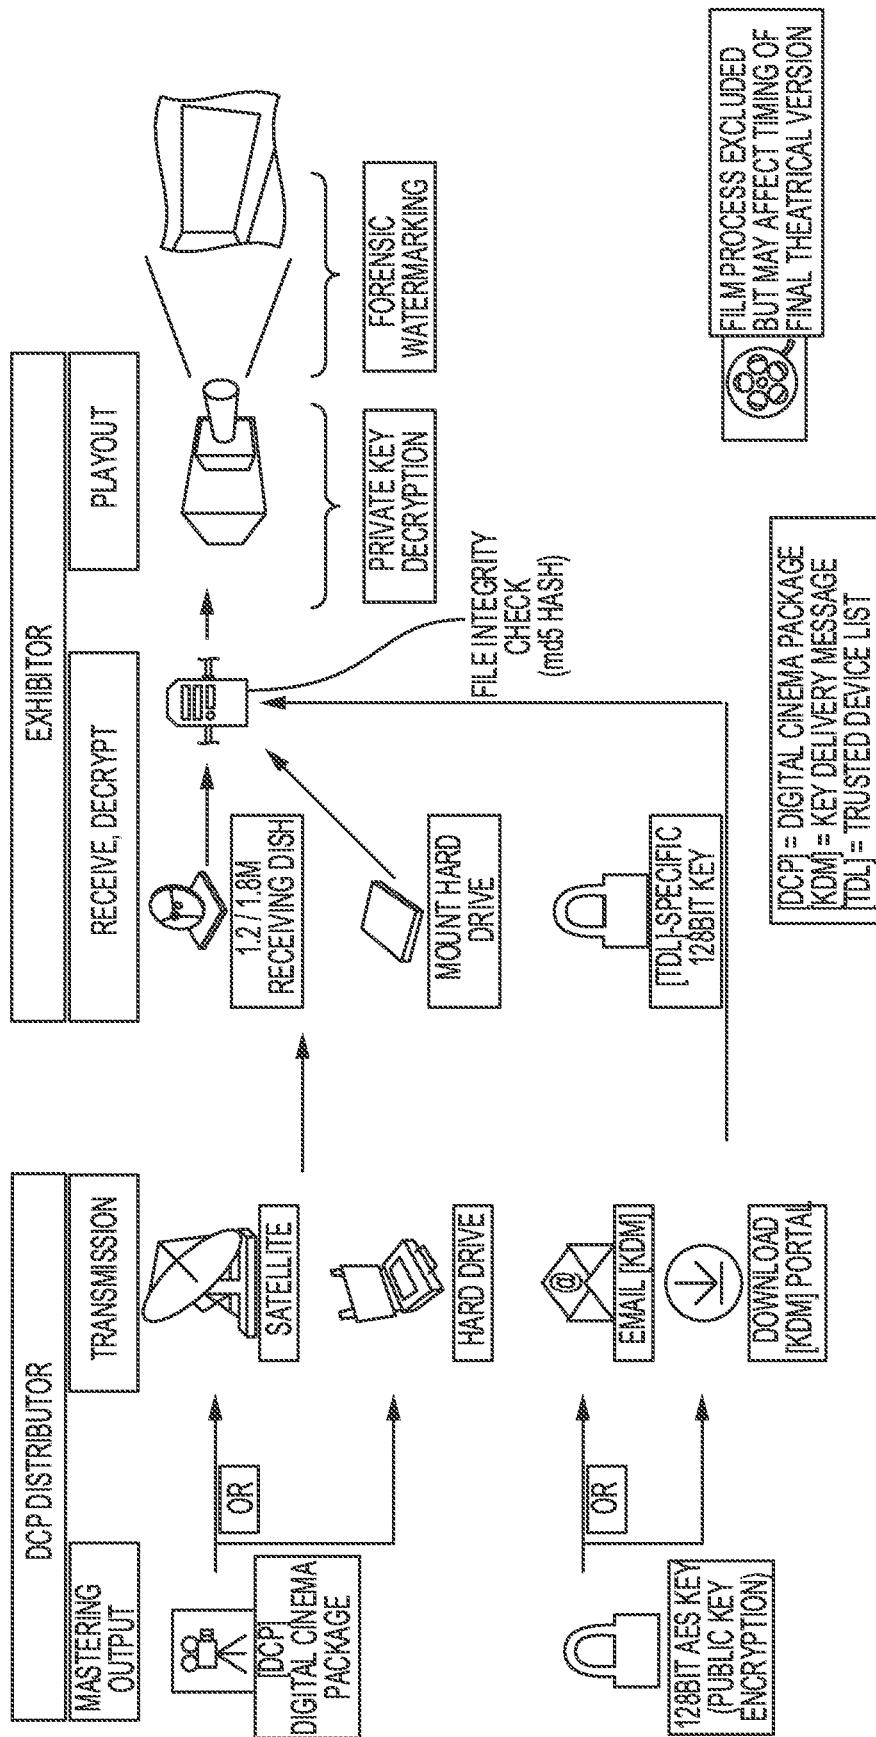 DCP DISTRIBUTOR
MASTERING
OUTPUT
TRANSMISSION
[DCP]
DIGITAL CINEMA
PACKAGE
OR
SATELLITE
HARD DRIVE
128BIT AES KEY
(PUBLIC KEY
ENCRYPTION)
OR
EMAIL [KDM]
DOWNLOAD
[KDM] PORTAL
EXHIBITOR
RECEIVE, DECRYPT
PLAYOUT
1.2 / 1.8M
RECEIVING DISH
MOUNT HARD
DRIVE
[TDL]-SPECIFIC
128BIT KEY
FILE INTEGRITY
CHECK
(md5 HASH)
PRIVATE KEY
DECRYPTION
FORENSIC
WATERMARKING
[DCP] = DIGITAL CINEMA PACKAGE
[KDM] = KEY DELIVERY MESSAGE
[TDL] = TRUSTED DEVICE LIST
FILM PROCESS EXCLUDED
BUT MAY AFFECT TIMING OF
FINAL THEATRICAL VERSION
@